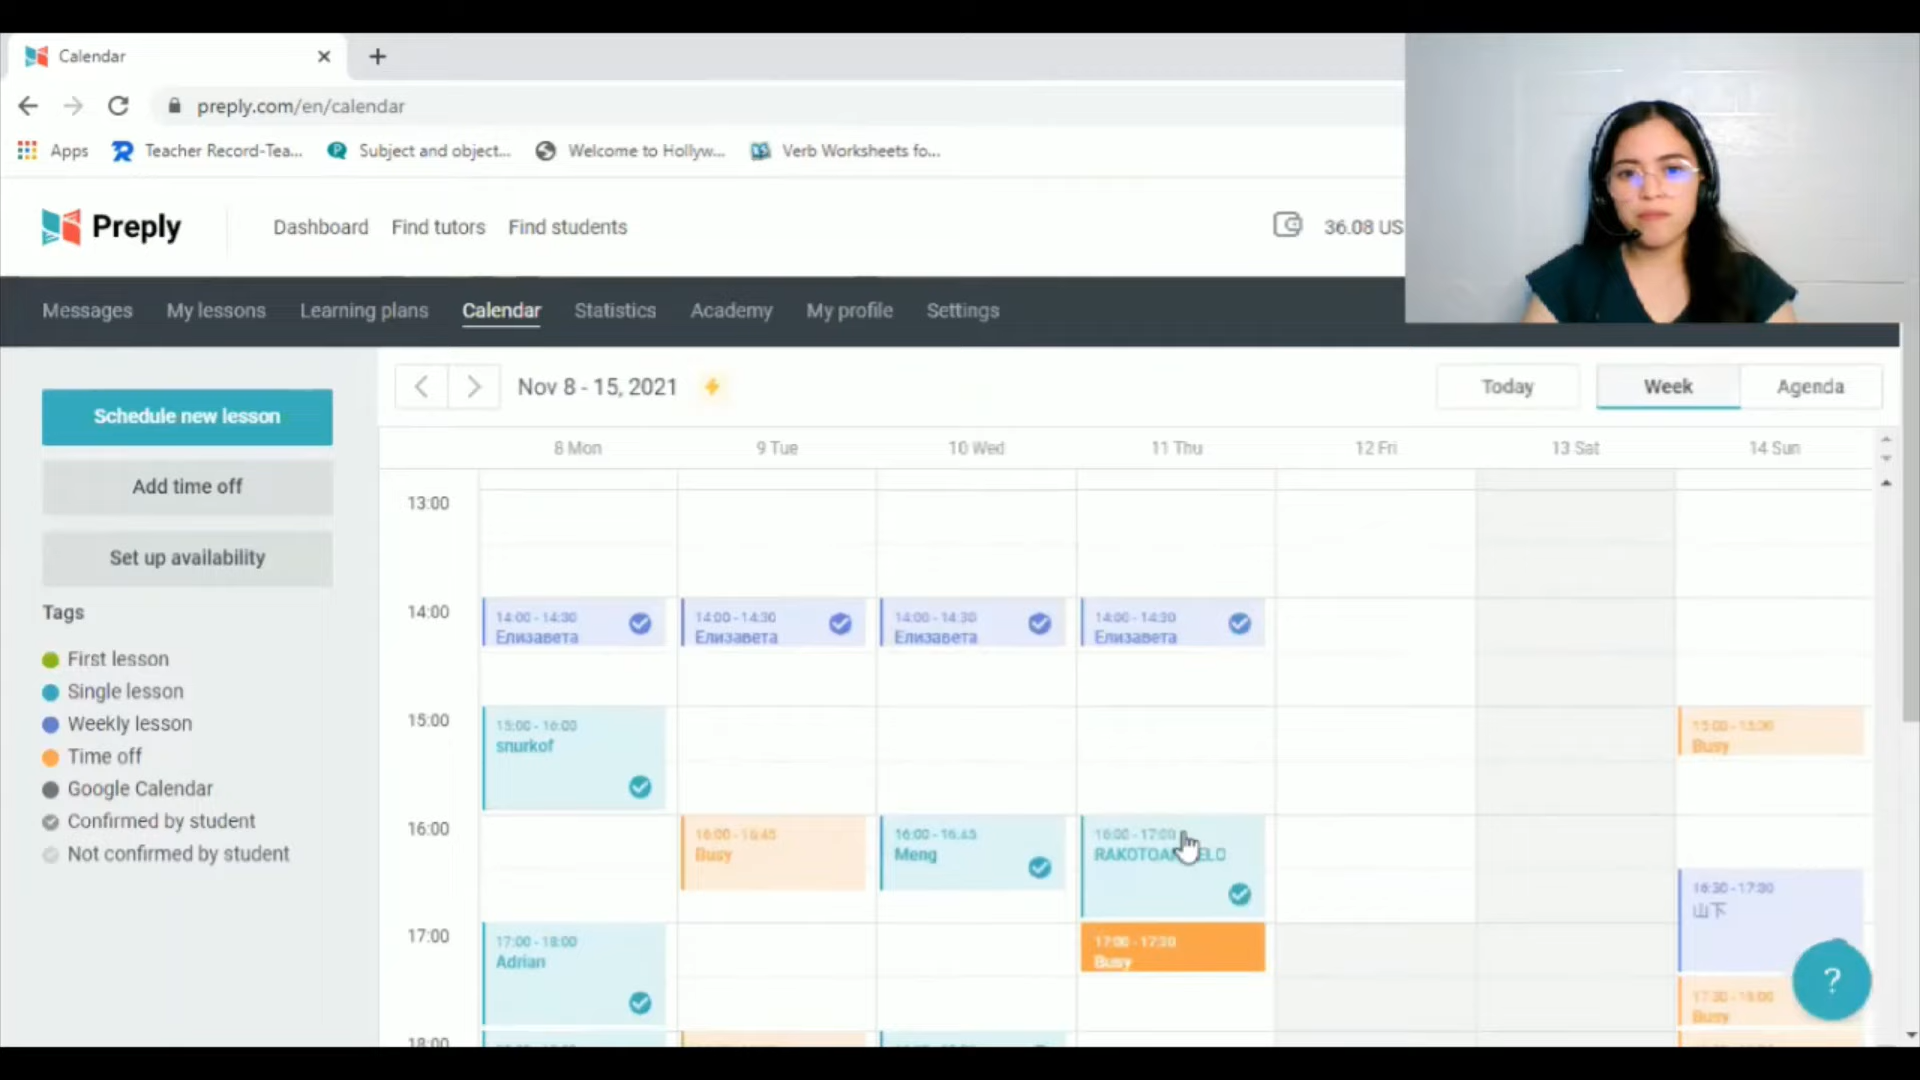 Calendar
preply.com/en/calendar
Apps
Teacher Record-Tea...
Subject and object...
Welcome to Hollyw...
Verb Worksheets fo...
Preply
Dashboard
Find tutors
Find students
36.08 US
Messages
My lessons
Learning plans
Calendar
Statistics
Academy
My profile
Settings
Schedule new lesson
Add time off
Set up availability
Tags
First lesson
Single lesson
Weekly lesson
Time off
Google Calendar
Confirmed by student
Not confirmed by student
Nov 8 - 15, 2021
Today
Week
Agenda
8 Mon
9 Tue
10 Wed
11 Thu
12 Fri
13 Sat
14 Sun
13:00
14:00
14:00 - 14:30
Елизавета
14:00 - 14:30
Елизавета
14:00 - 14:30
Елизавета
14:00 - 14:30
Елизавета
15:00
15:00 - 16:00
snurkof
Busy
16:00
16:00 - 16:45
Busy
16:00 - 16:45
Meng
16:00 - 17:00
16:30 - 17:30
山下
17:00
17:00 - 18:00
Adrian
17:00 - 17:30
Busy
17:30 - 18:00
Busy
18:00
?